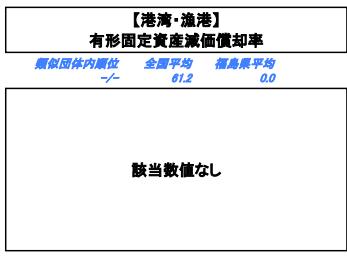 【港湾・漁港】
有形固定資産減価償却率
類似団体内順位 全国平均 福島県平均
-/- 61.2 0.0
該当数値なし